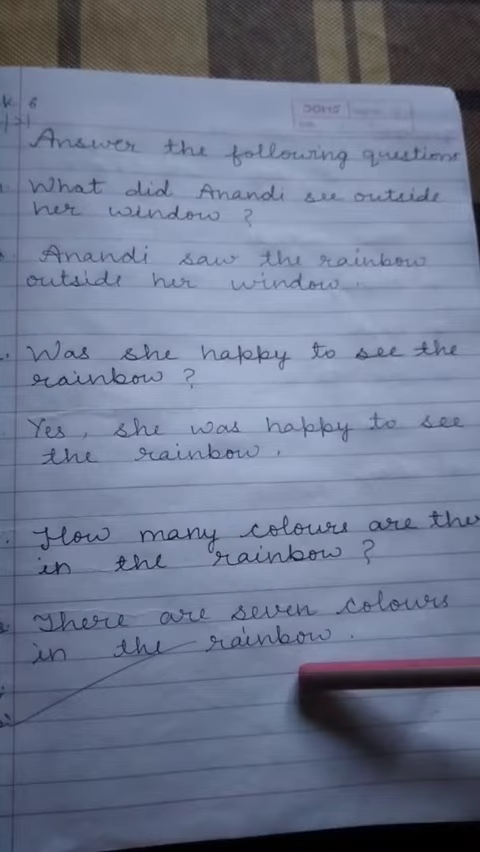 Answer the following questions
What did Anandi see outside
her window ?
Anandi saw the rainbow
outside her window.
Was she happy to see the
rainbow ?
Yes, she was happy to see
the rainbow.
How many colours are the
in the rainbow ?
There are seven colours
in the rainbow.